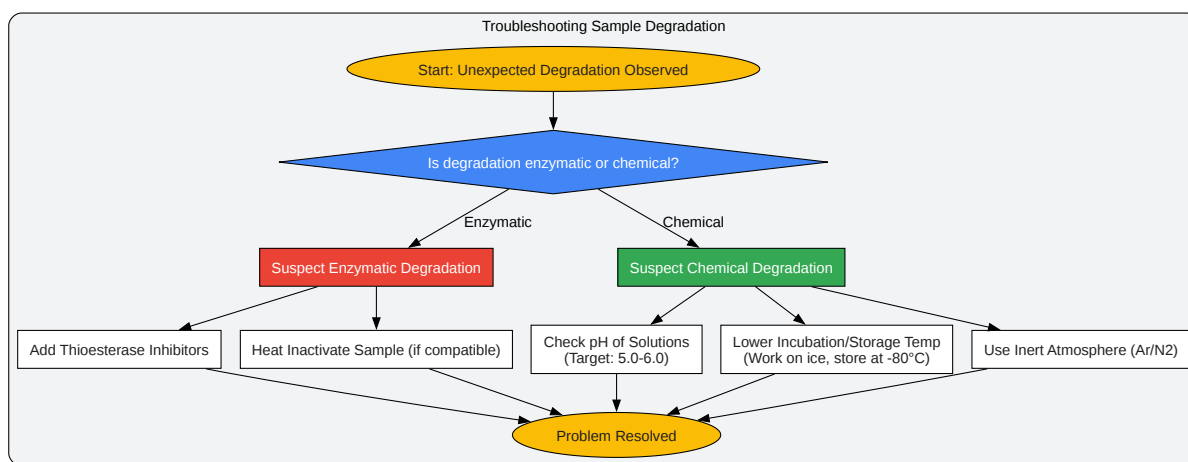 Troubleshooting Sample Degradation
Start: Unexpected Degradation Observed
Is degradation enzymatic or chemical?
Enzymatic
Chemical
Suspect Enzymatic Degradation
Suspect Chemical Degradation
Add Thioesterase Inhibitors
Heat Inactivate Sample (if compatible)
Check pH of Solutions
(Target: 5.0-6.0)
Lower Incubation/Storage Temp
(Work on ice, store at -80°C)
Use Inert Atmosphere (Ar/N2)
Problem Resolved